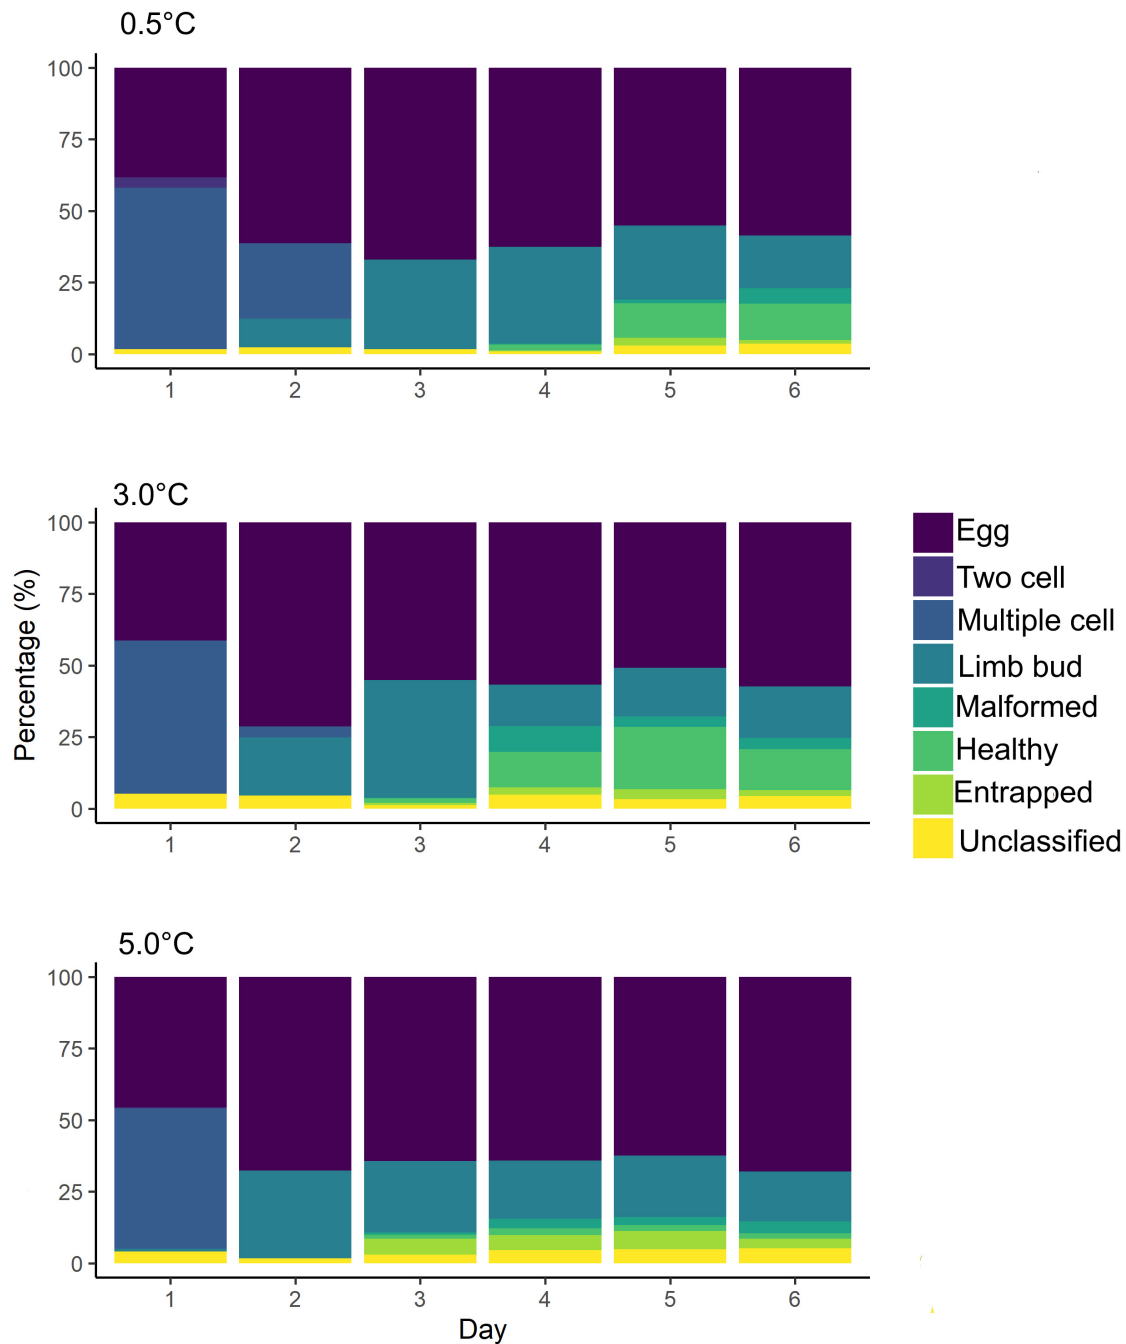 0.5°C
100
75
50
25
0
1 2 3 4 5 6
3.0°C
100
75
50
25
0
1 2 3 4 5 6
Percentage (%)
Egg
Two cell
Multiple cell
Limb bud
Malformed
Healthy
Entrapped
Unclassified
5.0°C
100
75
50
25
0
1 2 3 4 5 6
Day